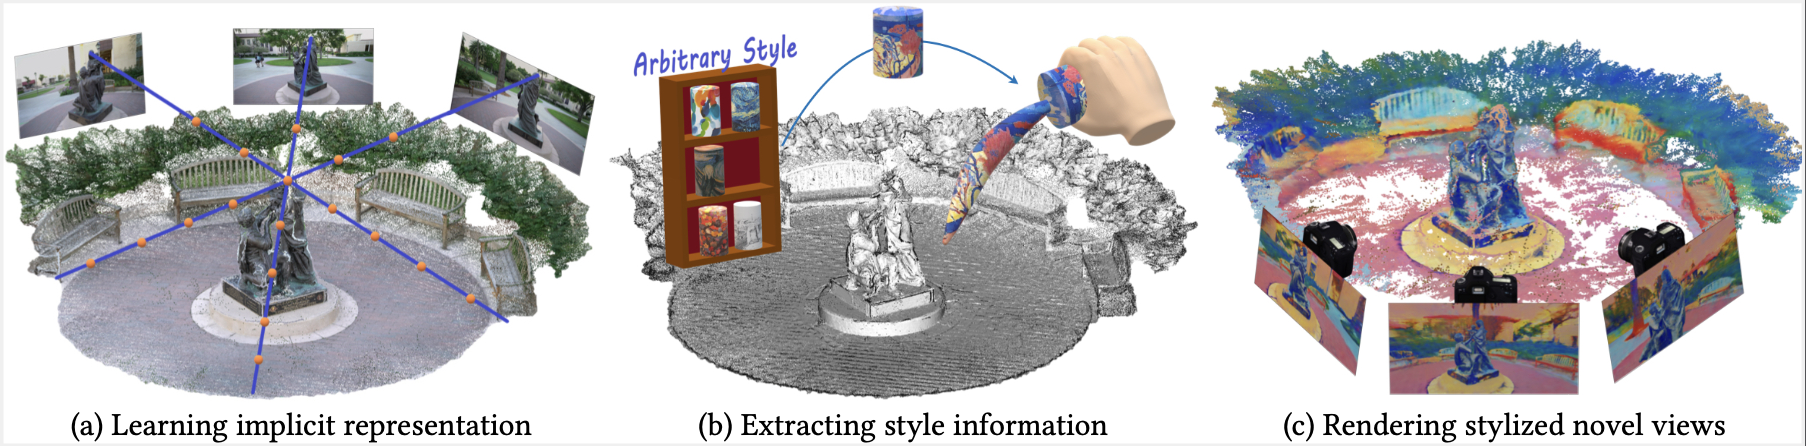 Arbitrary Style
(a) Learning implicit representation
(b) Extracting style information
(c) Rendering stylized novel views